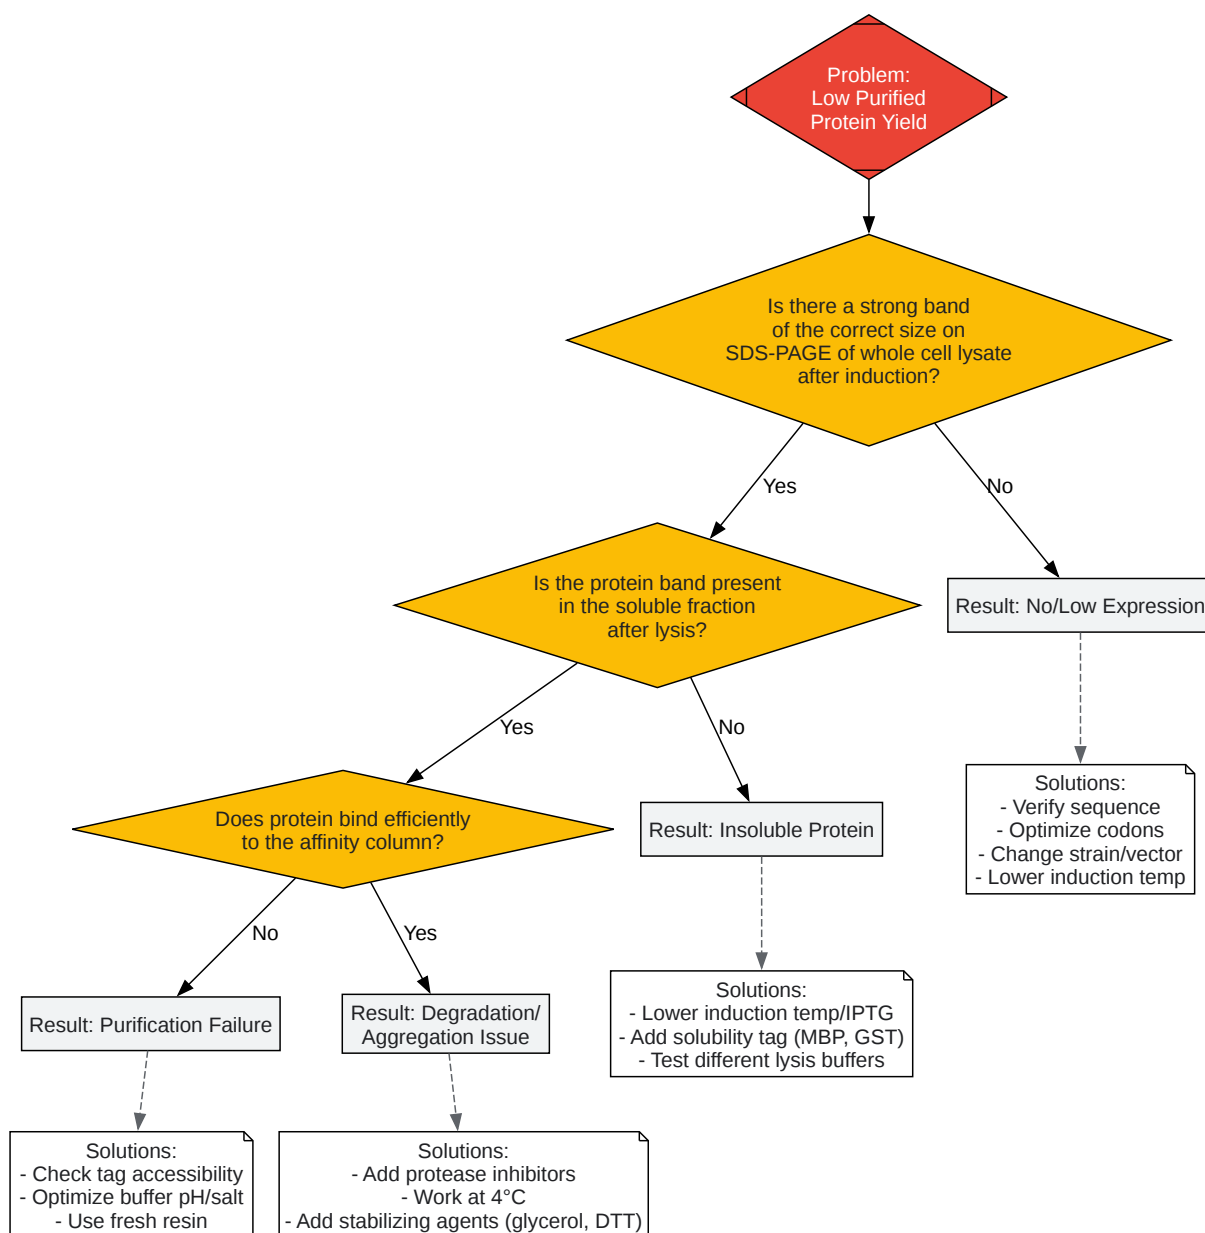 Problem:
Low Purified
Protein Yield
Is there a strong band
of the correct size on
SDS-PAGE of whole cell lysate
after induction?
Yes
No
Is the protein band present
in the soluble fraction
after lysis?
Result: No/Low Expression
Yes
No
Solutions:
- Verify sequence
- Optimize codons
- Change strain/vector
- Lower induction temp
Does protein bind efficiently
to the affinity column?
Result: Insoluble Protein
No
Yes
Solutions:
- Lower induction temp/IPTG
- Add solubility tag (MBP, GST)
- Test different lysis buffers
Result: Purification Failure
Result: Degradation/
Aggregation Issue
Solutions:
- Check tag accessibility
- Optimize buffer pH/salt
- Use fresh resin
Solutions:
- Add protease inhibitors
- Work at 4°C
- Add stabilizing agents (glycerol, DTT)